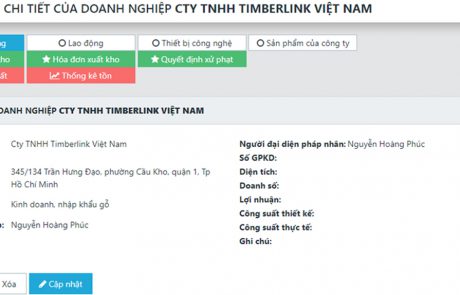 CHI TIẾT CỦA DOANH NGHIỆP CTY TNHH TIMBERLINK VIỆT NAM
Lao động Thiết bị công nghệ Sản phẩm của công ty
Hóa đơn xuất kho Quyết định xử phạt
Thống kê tồn
DOANH NGHIỆP CTY TNHH TIMBERLINK VIỆT NAM
Cty TNHH Timberlink Việt Nam Người đại diện pháp nhân: Nguyễn Hoàng Phúc
Số GPKD:
345/134 Trần Hưng Đạo, phường Cầu Kho, quận 1, Tp Diện tích:
Hồ Chí Minh Doanh số:
Kinh doanh, nhập khẩu gỗ Lợi nhuận:
Công suất thiết kế:
Nguyễn Hoàng Phúc Công suất thực tế:
Ghi chú:
Xóa Cập nhật